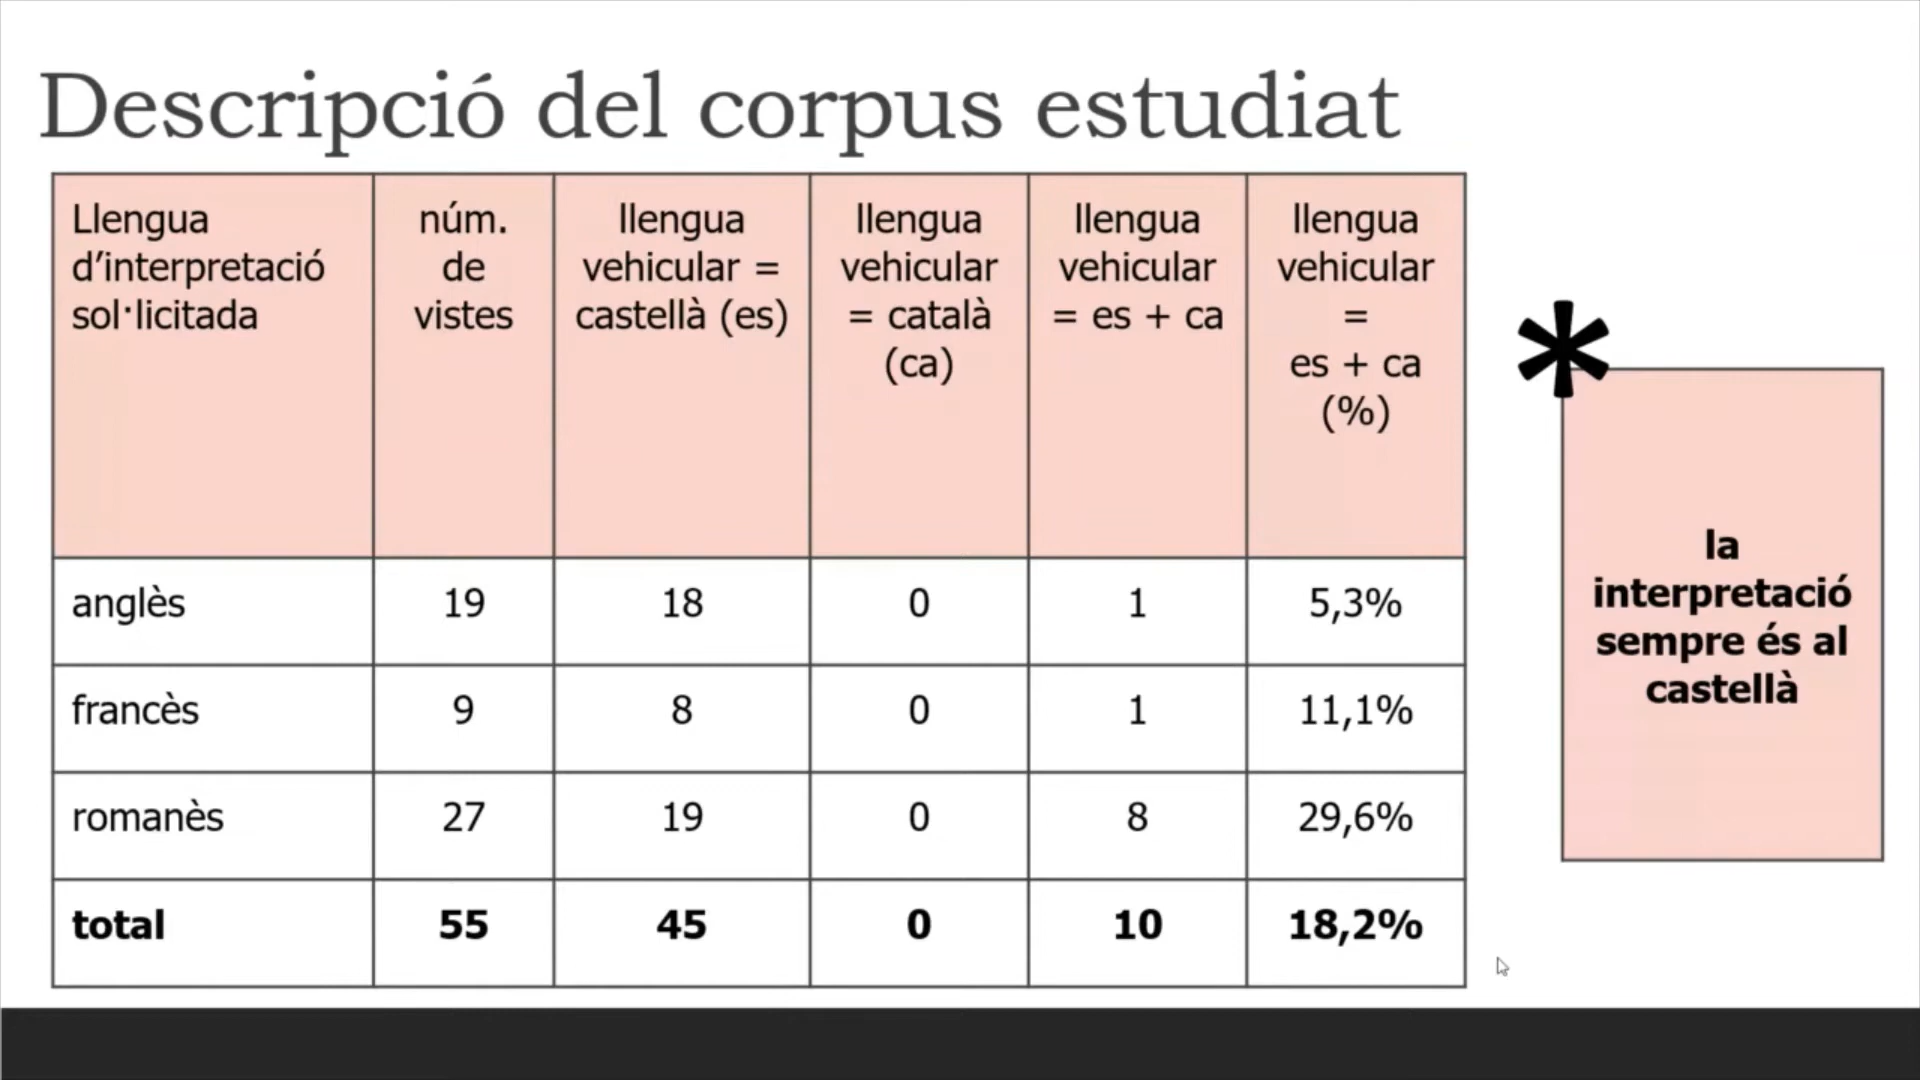 Descripció del corpus estudiat
Llengua
d’interpretació
sol·licitada
núm.
de
vistes
llengua
vehicular =
castellà (es)
llengua
vehicular
= català
(ca)
llengua
vehicular
= es + ca
llengua
vehicular
=
es + ca
(%)
anglès 19 18 0 1 5,3%
francès 9 8 0 1 11,1%
romanès 27 19 0 8 29,6%
total 55 45 0 10 18,2%
*
la
interpretació
sempre és al
castellà